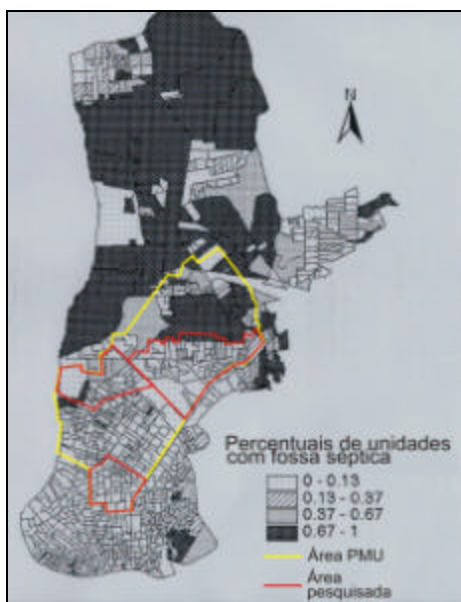 N
Percentuais de unidades
com fossa séptica
0 - 0.13
0.13 - 0.37
0.37 - 0.67
0.67 - 1
Área PMU
Área
pesquisada